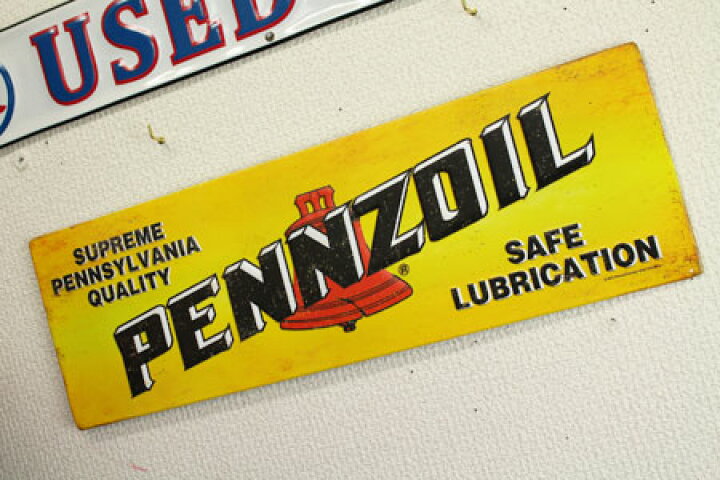 USED
SUPREME
PENNSYLVANIA
QUALITY
PENNZOIL
®
SAFE
LUBRICATION